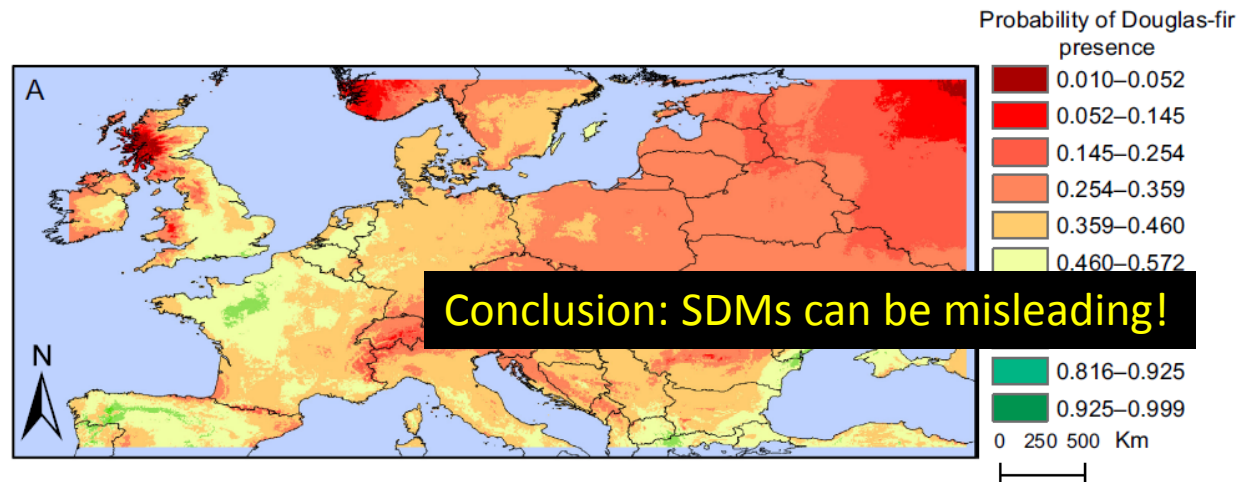 Probability of Douglas-fir
presence
A
0.010–0.052
0.052–0.145
0.145–0.254
0.254–0.359
0.359–0.460
0.460–0.572
Conclusion: SDMs can be misleading!
N
0.816–0.925
0.925–0.999
0 250 500 Km